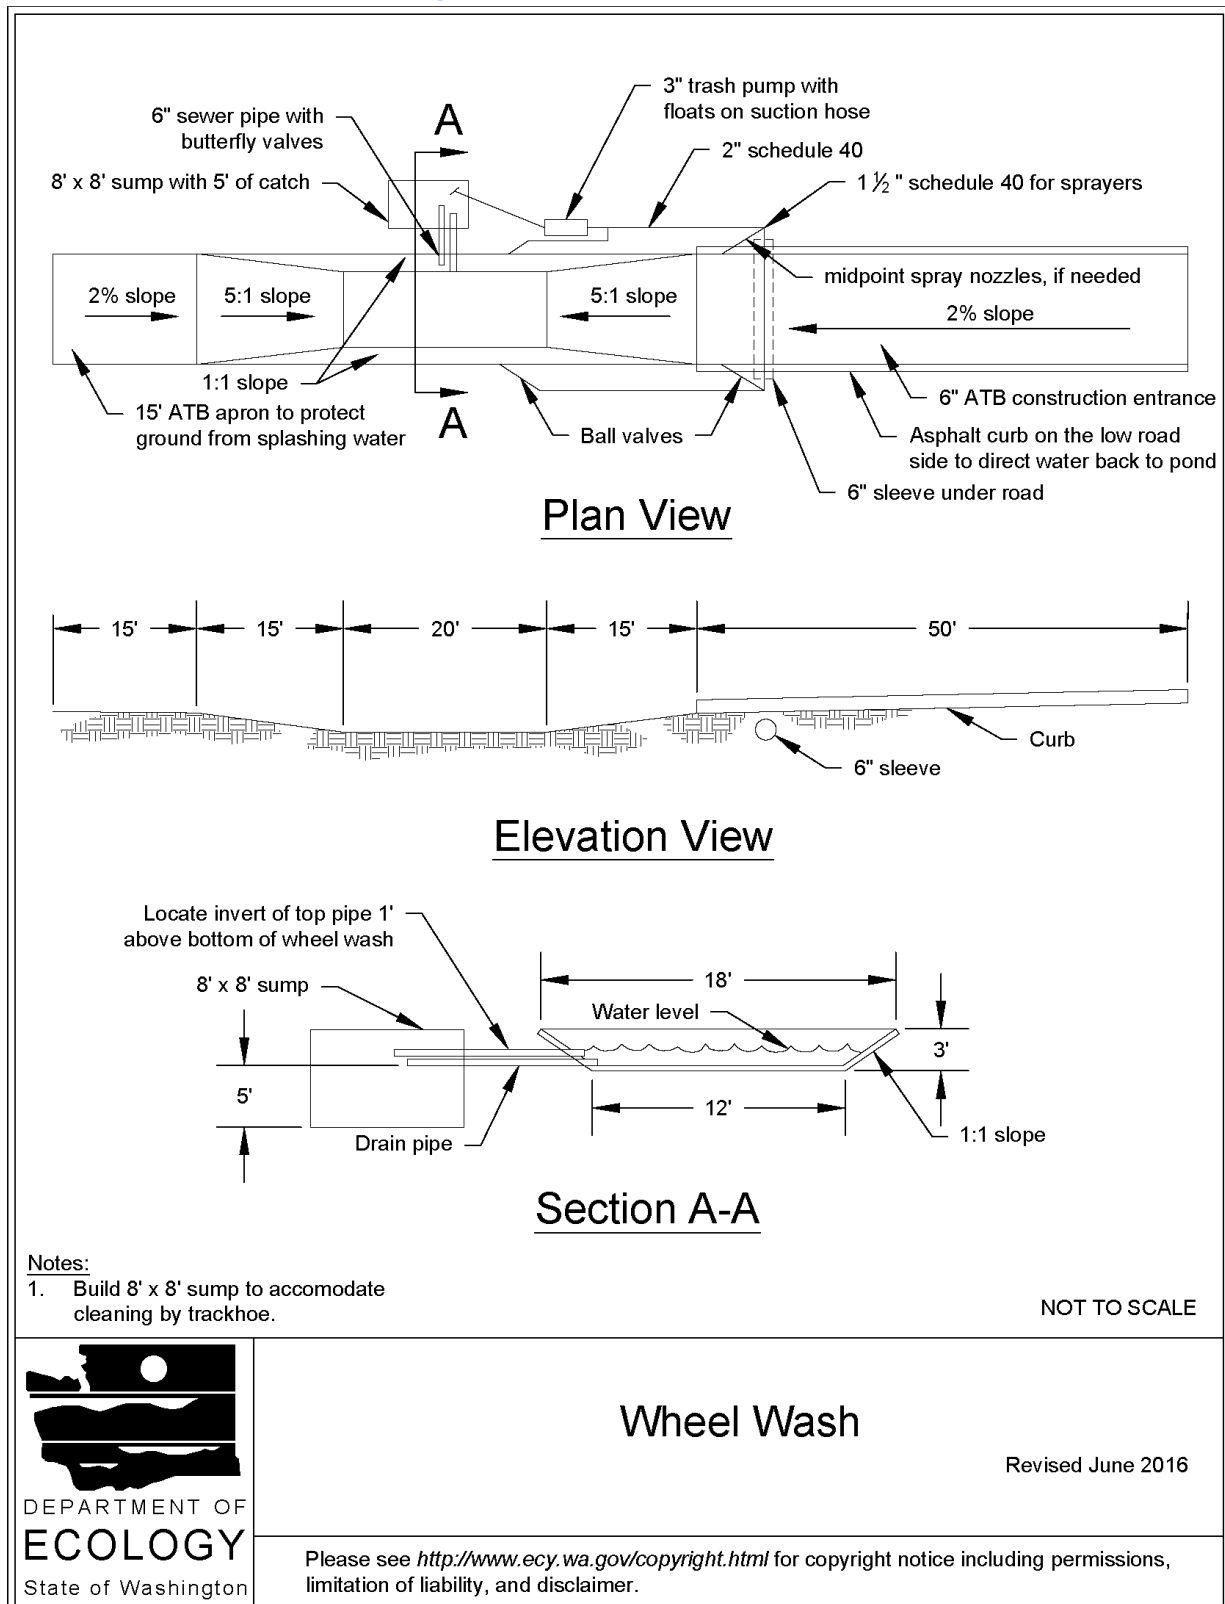 3" trash pump with
floats on suction hose
6" sewer pipe with
butterfly valves
A
2" schedule 40
8' x 8' sump with 5' of catch
1 ½ " schedule 40 for sprayers
midpoint spray nozzles, if needed
2% slope
5:1 slope
5:1 slope
2% slope
1:1 slope
15' ATB apron to protect
ground from splashing water
A
Ball valves
6" ATB construction entrance
Asphalt curb on the low road
side to direct water back to pond
6" sleeve under road
Plan View
15'
15'
20'
15'
50'
Curb
6" sleeve
Elevation View
Locate invert of top pipe 1'
above bottom of wheel wash
8' x 8' sump
18'
Water level
3'
5'
12'
Drain pipe
1:1 slope
Section A-A
Notes:
1. Build 8' x 8' sump to accomodate
cleaning by trackhoe.
NOT TO SCALE
Wheel Wash
Revised June 2016
DEPARTMENT OF
ECOLOGY
State of Washington
Please see http://www.ecy.wa.gov/copyright.html for copyright notice including permissions,
limitation of liability, and disclaimer.